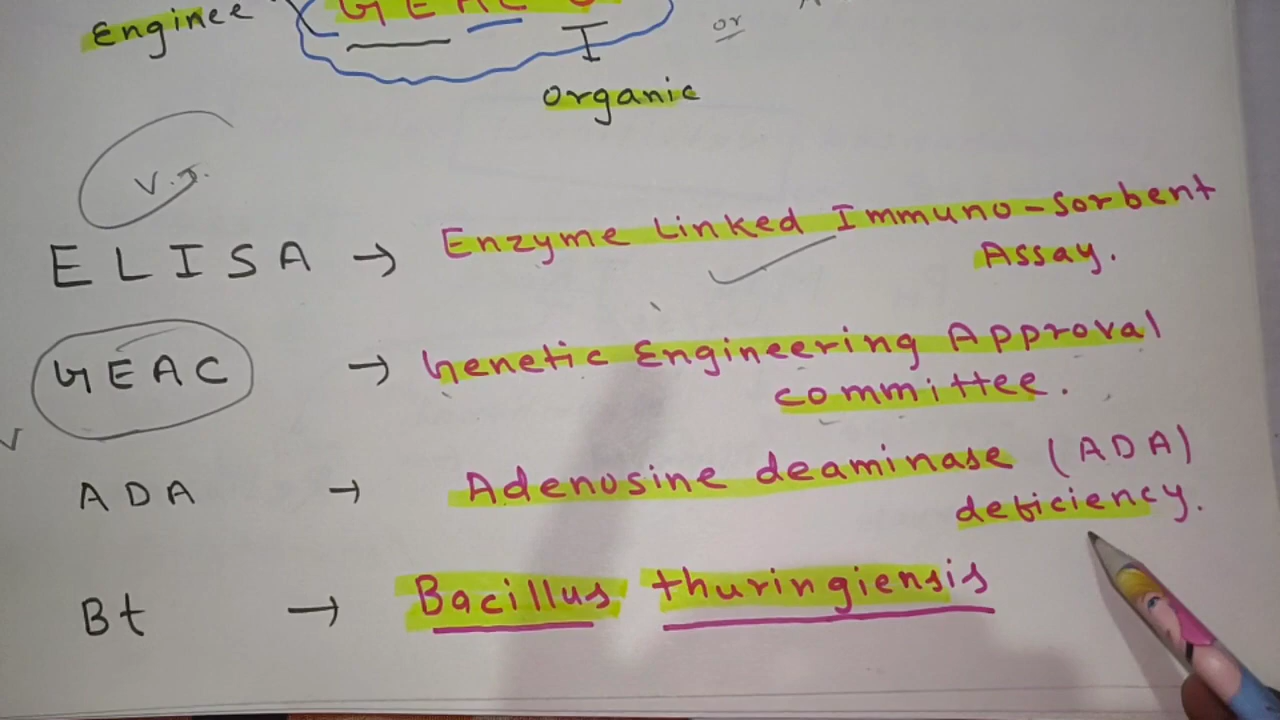 Enginee GEAC
or
organic
V.I.
ELISA → Enzyme Linked Immuno-Sorbent
Assay.
GEAC → Genetic Engineering Approval
committee.
ADA → Adenosine deaminase (ADA)
deficiency.
Bt → Bacillus thuringiensis